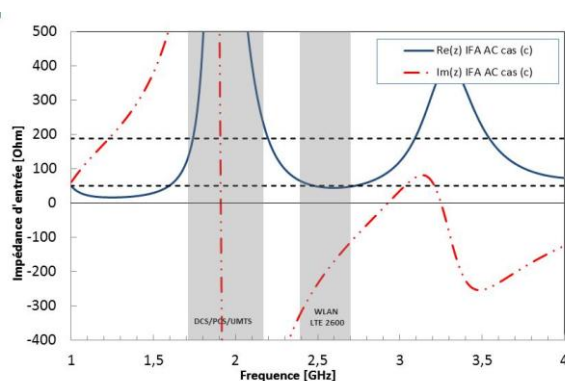 500
400
300
200
100
0
-100
-200
-300
-400
Impédance d'entrée [Ohm]
Re(z) IFA AC cas (c)
Im(z) IFA AC cas (c)
DCS/PCS/UMTS
WLAN
LTE 2600
1
1,5
2
2,5
3
3,5
4
Frequence [GHz]